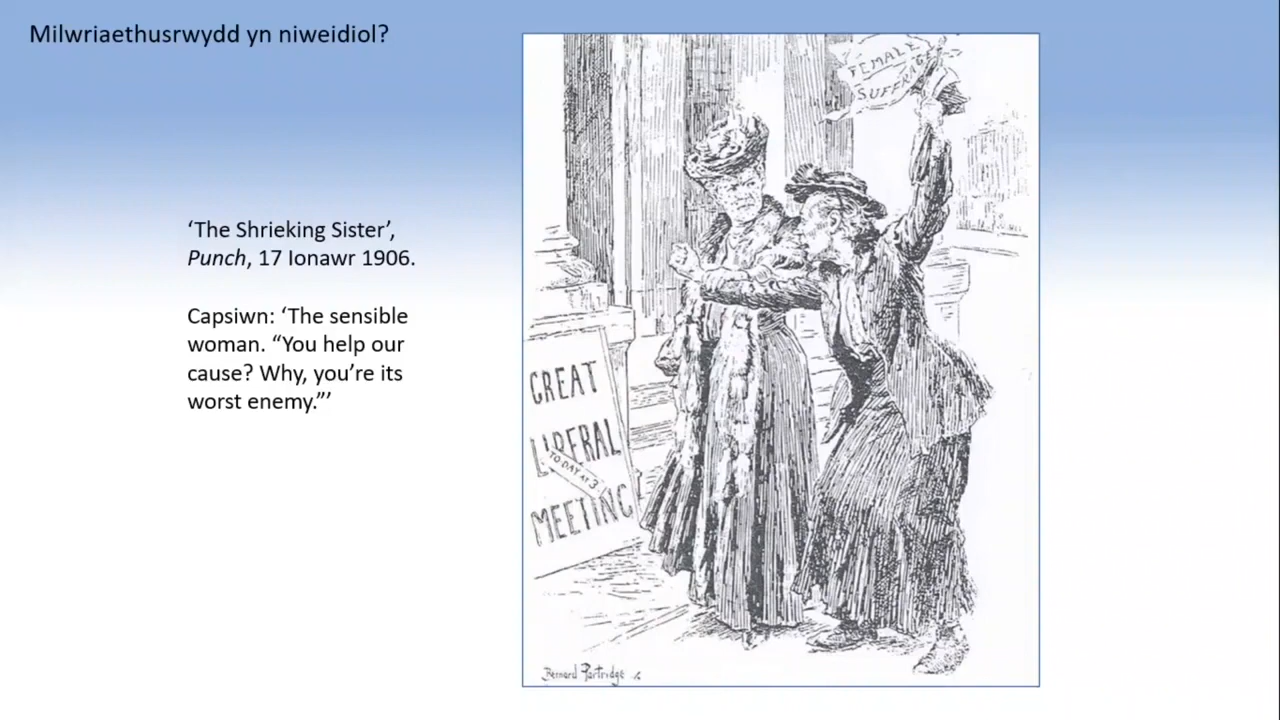 Milwriaethusrwydd yn niweidiol?
‘The Shrieking Sister’,
Punch, 17 Ionawr 1906.
Capsiwn: ‘The sensible
woman. “You help our
cause? Why, you’re its
worst enemy.”’
FEMALE
SUFFRAGE
GREAT
LIBERAL
TO DAY AT 3
MEETING
Bernard Partridge